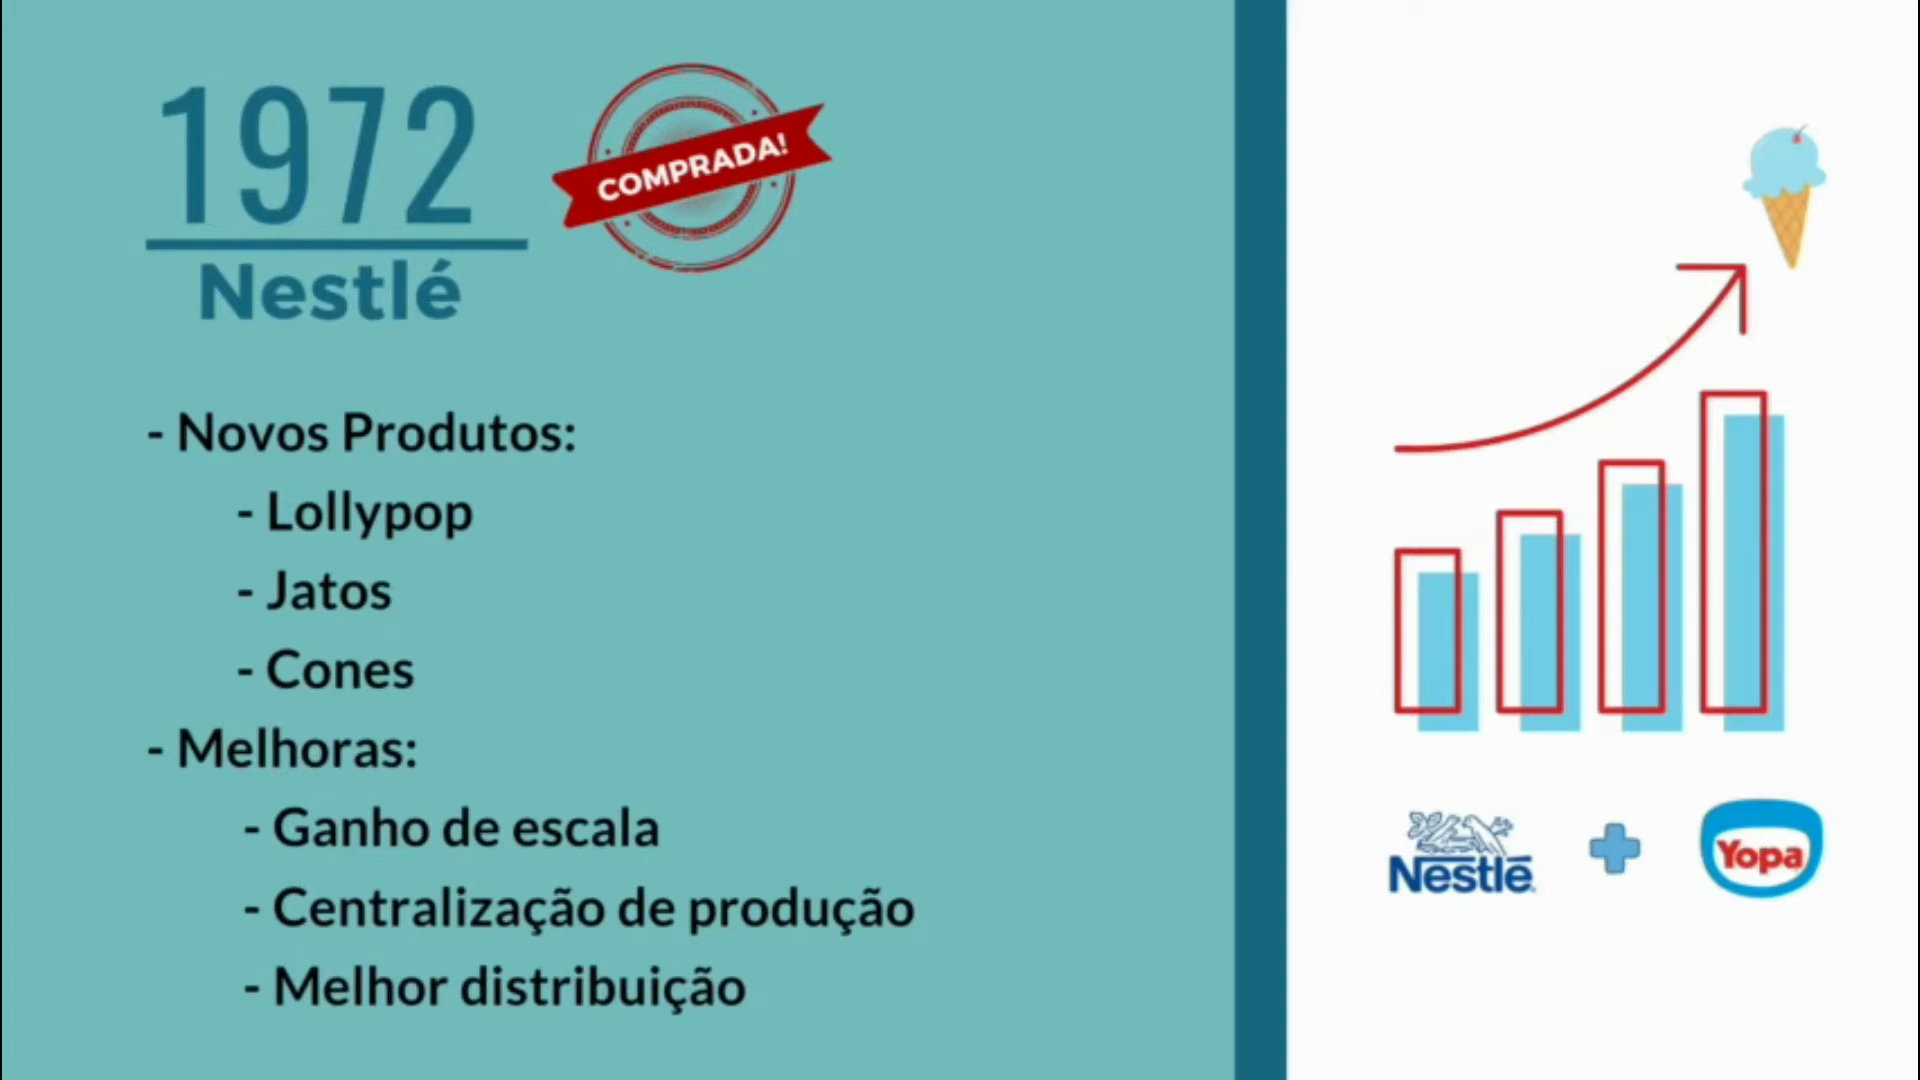 1972
Nestlé
COMPRADA!
- Novos Produtos:
- Lollypop
- Jatos
- Cones
- Melhoras:
- Ganho de escala
- Centralização de produção
- Melhor distribuição
Nestlé
Yopa